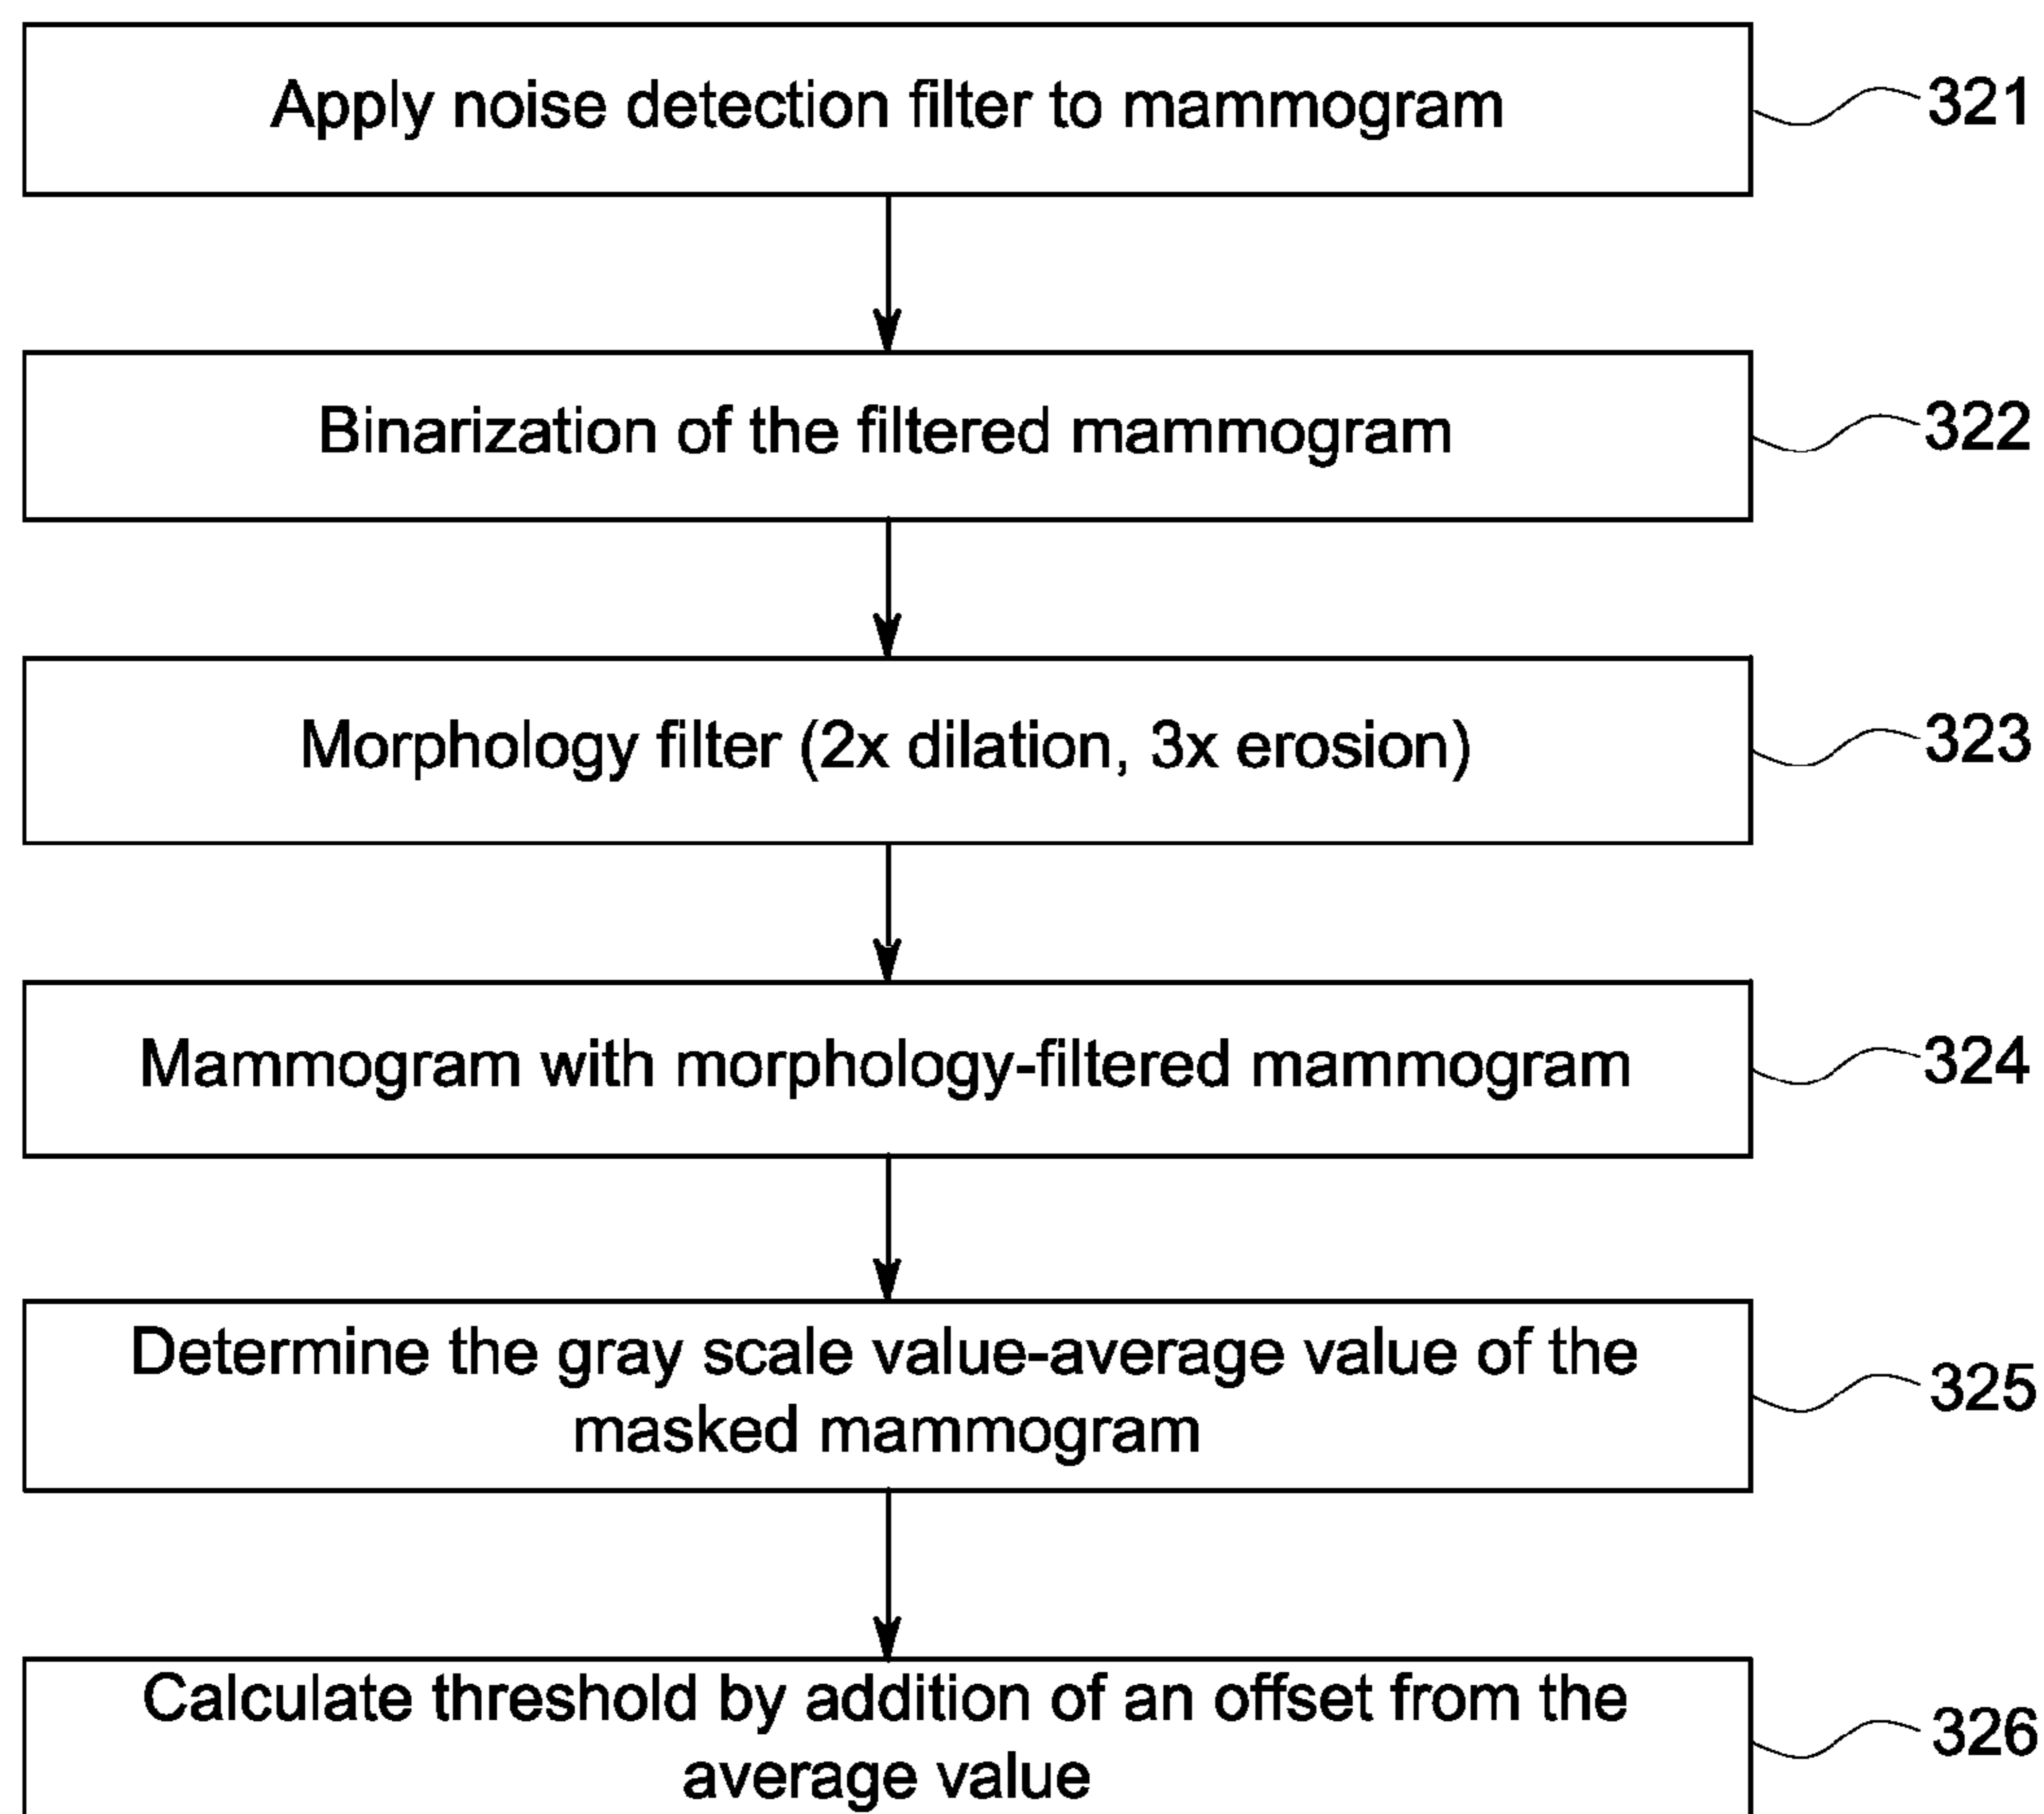 Apply noise detection filter to mammogram
321
Binarization of the filtered mammogram
322
Morphology filter (2x dilation, 3x erosion)
323
Mammogram with morphology-filtered mammogram
324
Determine the gray scale value-average value of the
masked mammogram
325
Calculate threshold by addition of an offset from the
average value
326